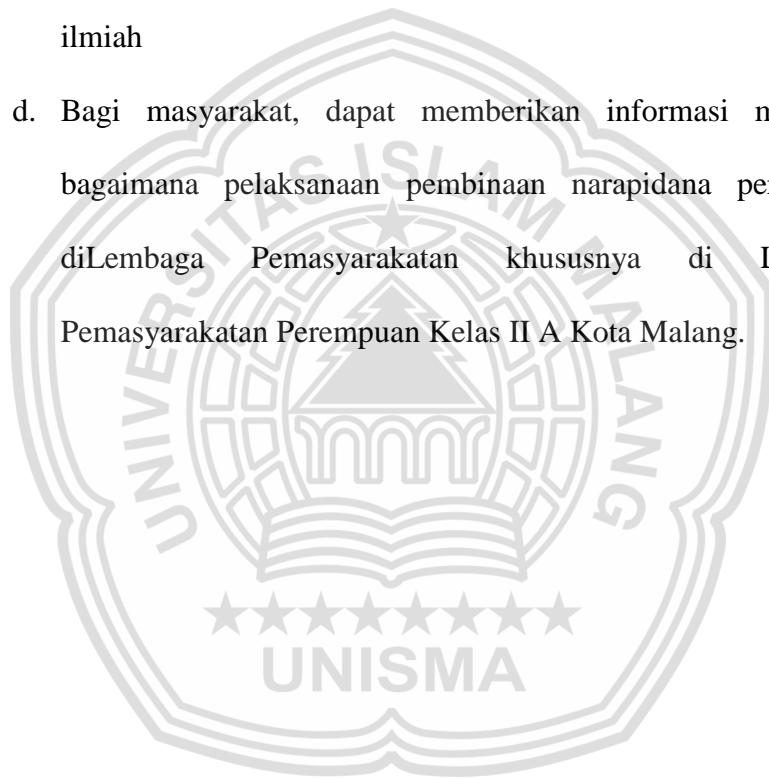 ilmiah
d. Bagi masyarakat, dapat memberikan informasi
bagaimana pelaksanaan pembinaan narapidana
diLembaga Pemasyarakatan khususnya di
Pemasyarakatan Perempuan Kelas II A Kota Malang.
UNIVERSITAS ISLAM MALANG
UNISMA